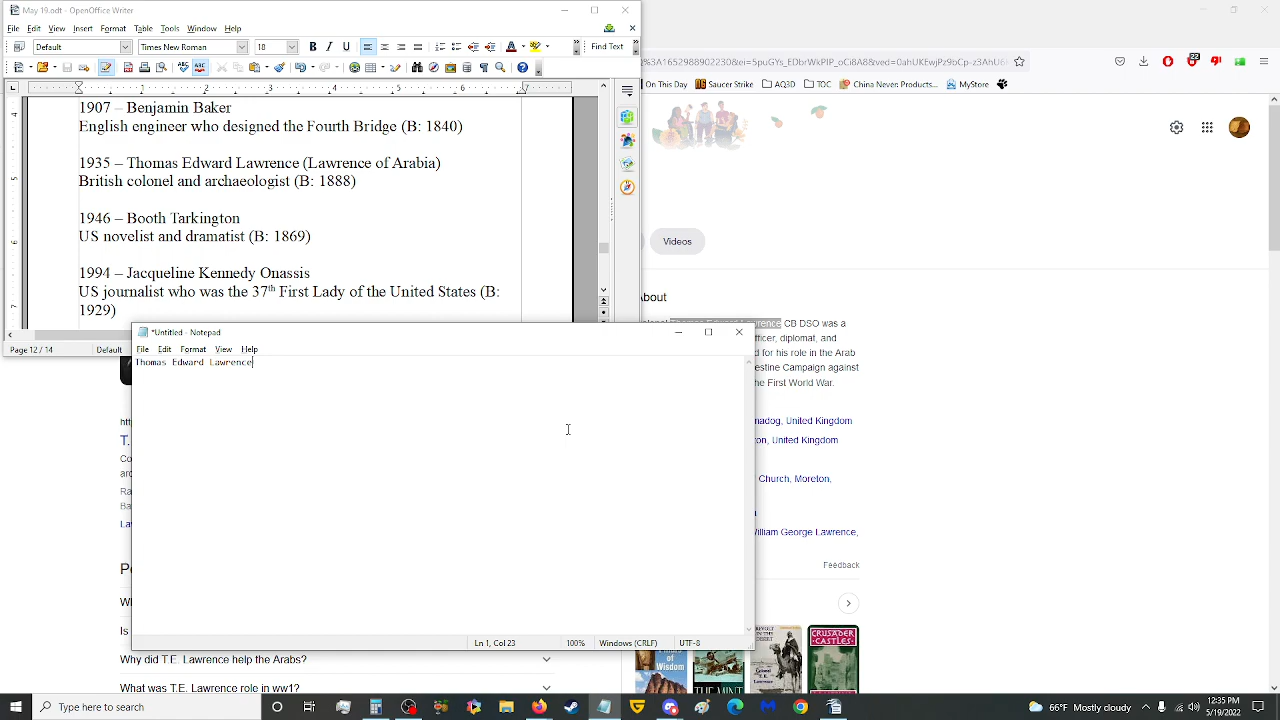 May 19.odt - OpenOffice Writer
File Edit View Insert Format Table Tools Window Help
Default Times New Roman 18 B I U Find Text
1907 – Benjamin Baker
English engineer who designed the Fourth Bridge (B: 1840)
1935 – Thomas Edward Lawrence (Lawrence of Arabia)
British colonel and archaeologist (B: 1888)
1946 – Booth Tarkington
US novelist and dramatist (B: 1869)
1994 – Jacqueline Kennedy Onassis
US journalist who was the 37th First Lady of the United States (B:
1929)
Page 12 / 14 Default
On This Day Saucer Strike AQ3D TOC China Never Products... MyStore
Videos
About
CB DSO was a
officer, diplomat, and
d for his role in the Arab
estine Campaign against
he First World War.
madog, United Kingdom
on, United Kingdom
Church, Moreton,
illiam George Lawrence,
Feedback
*Untitled - Notepad
File Edit Format View Help
Thomas Edward Lawrence
Ln 1, Col 23 100% Windows (CRLF) UTF-8
Why did T.E. Lawrence help the Arabs?
What was T.E. Lawrence role in ww1?
of Wisdom
THE MINT
CRUSADER
CASTLES
Type here to search
66°F Mostly cloudy
12:35 PM
5/19/2022